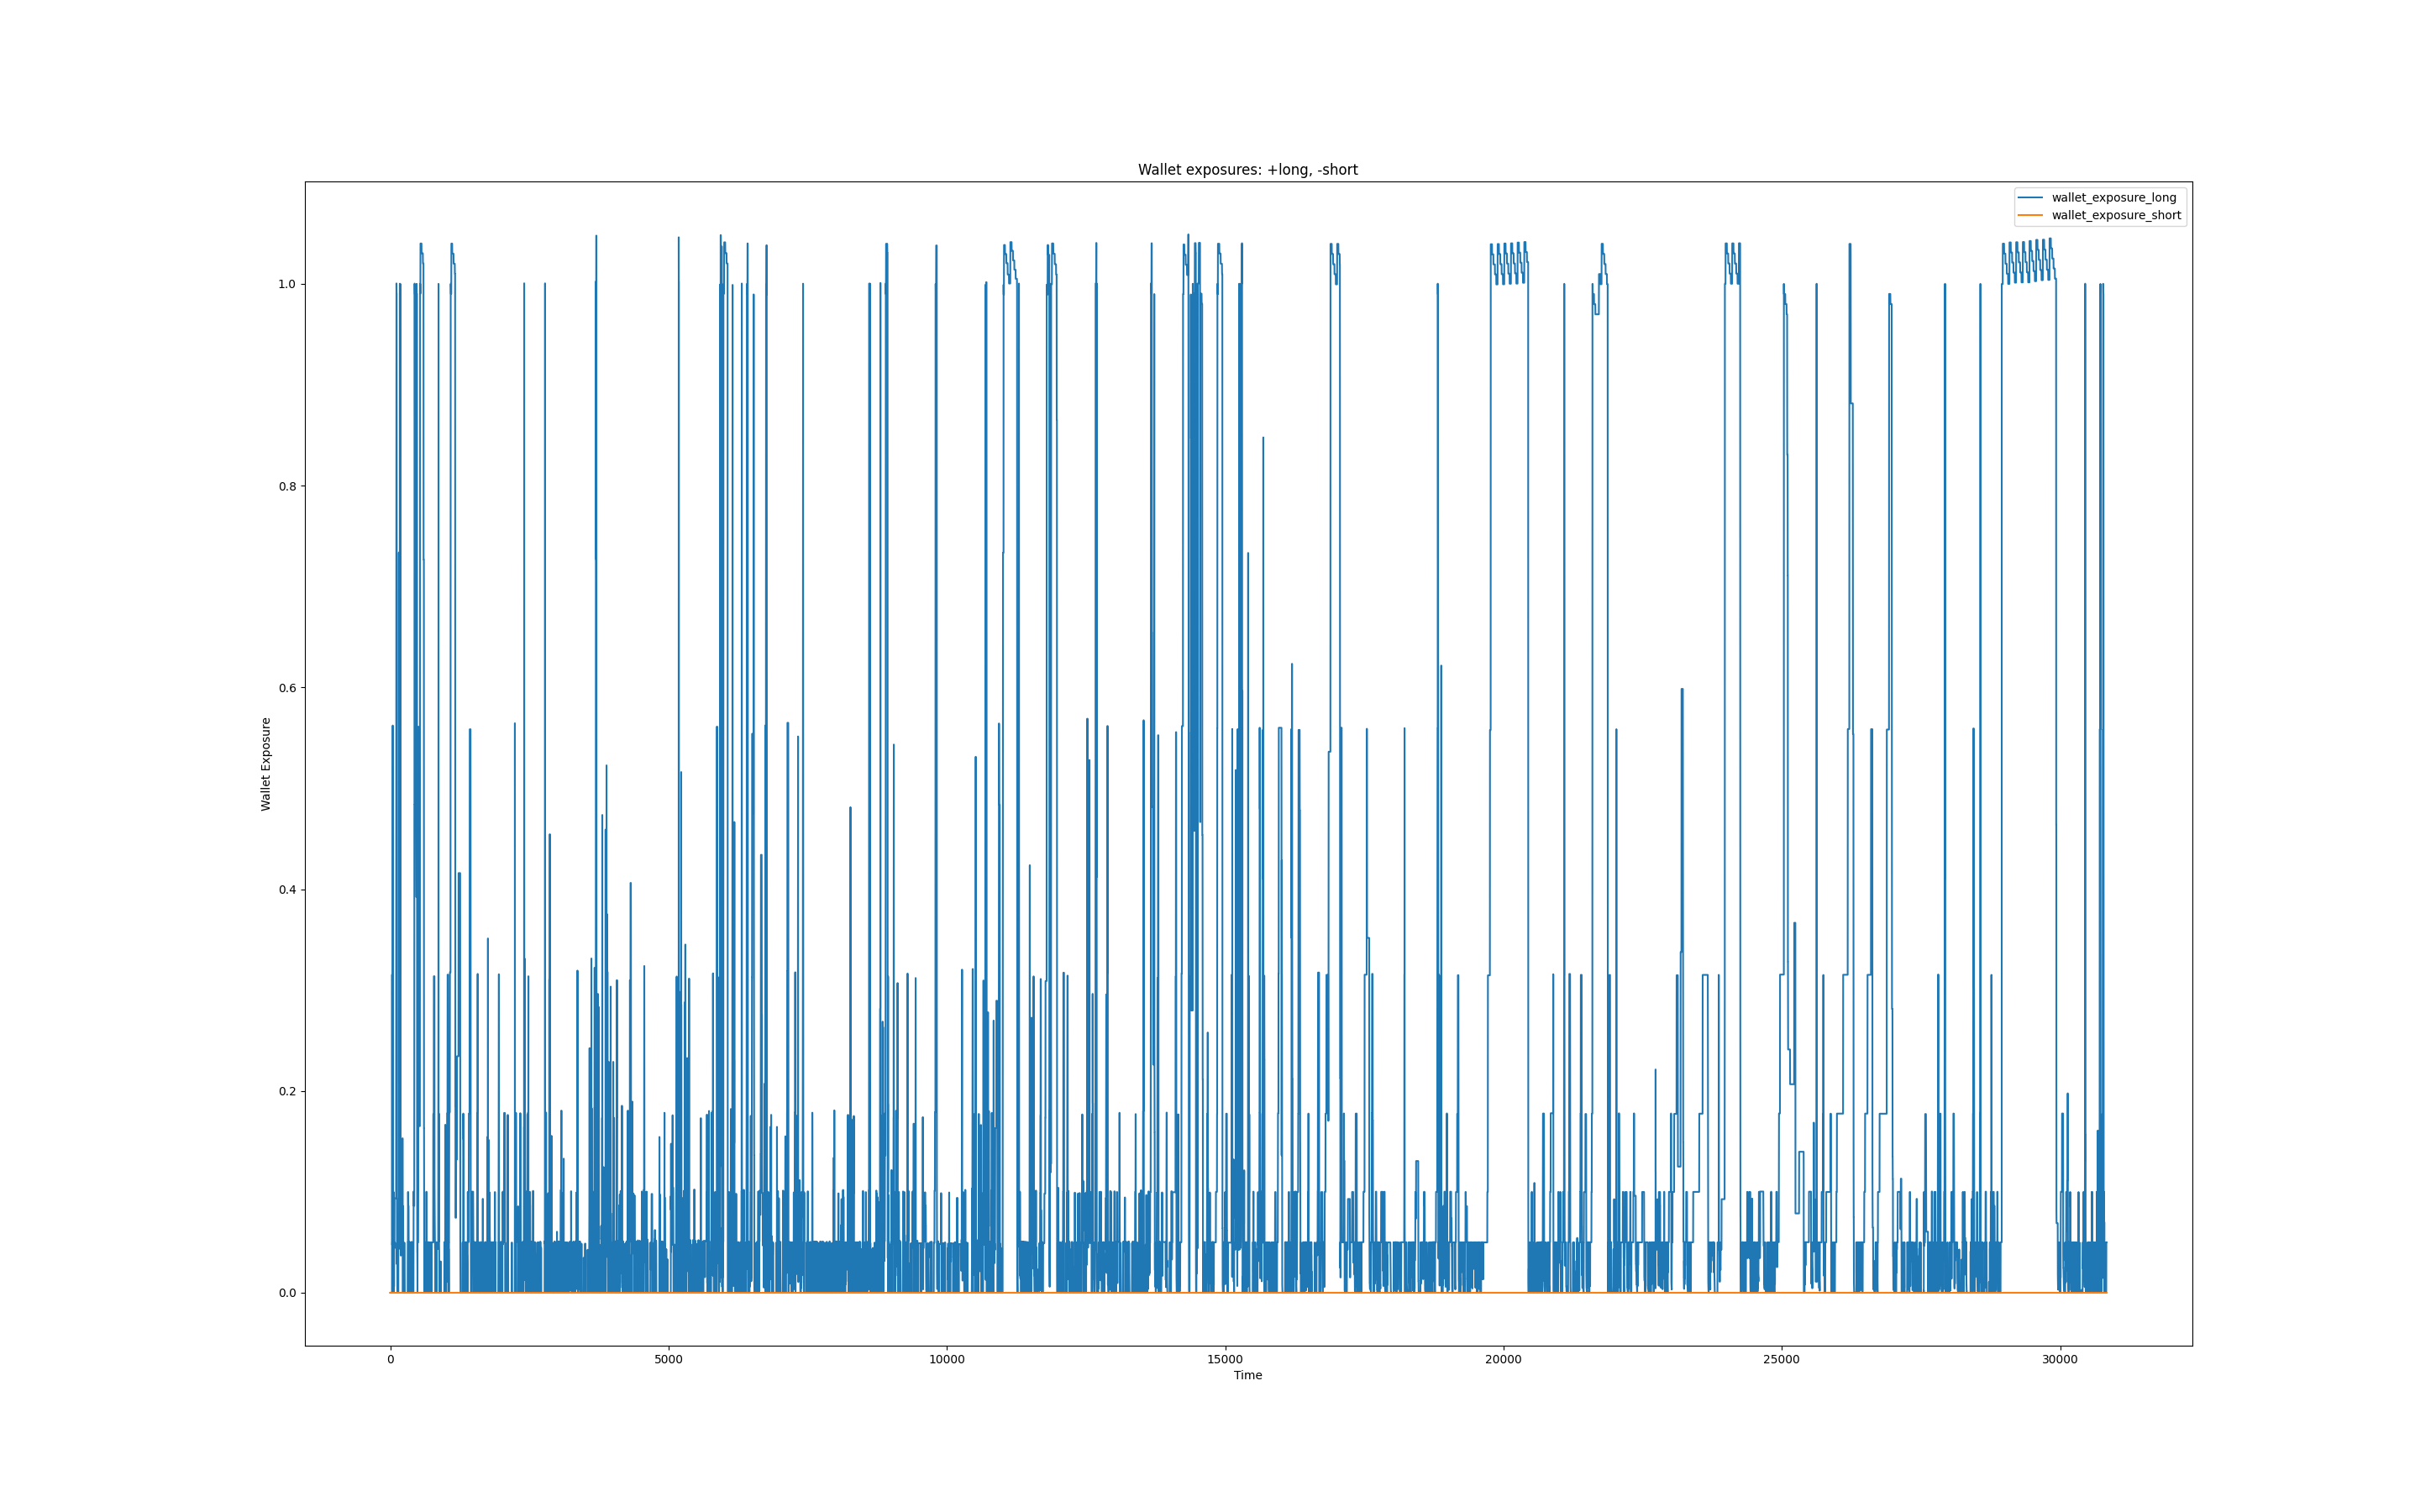 Wallet exposures: +long, -short
wallet_exposure_long
wallet_exposure_short
1.0
0.8
0.6
0.4
0.2
0.0
Wallet Exposure
0 5000 10000 15000 20000 25000 30000
Time